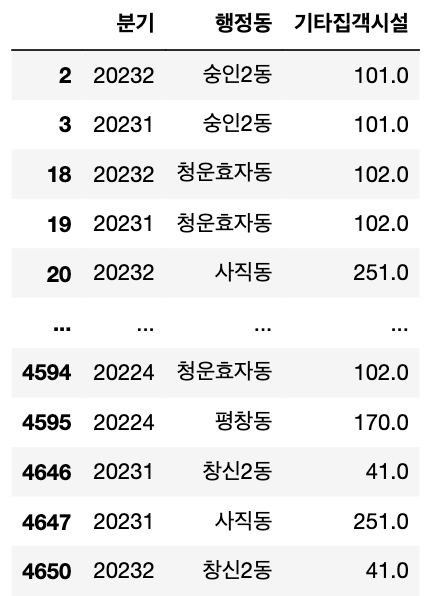 분기 행정동 기타집객시설
2 20232 숭인2동 101.0
3 20231 숭인2동 101.0
18 20232 청운효자동 102.0
19 20231 청운효자동 102.0
20 20232 사직동 251.0
... ... ... ...
4594 20224 청운효자동 102.0
4595 20224 평창동 170.0
4646 20231 창신2동 41.0
4647 20231 사직동 251.0
4650 20232 창신2동 41.0